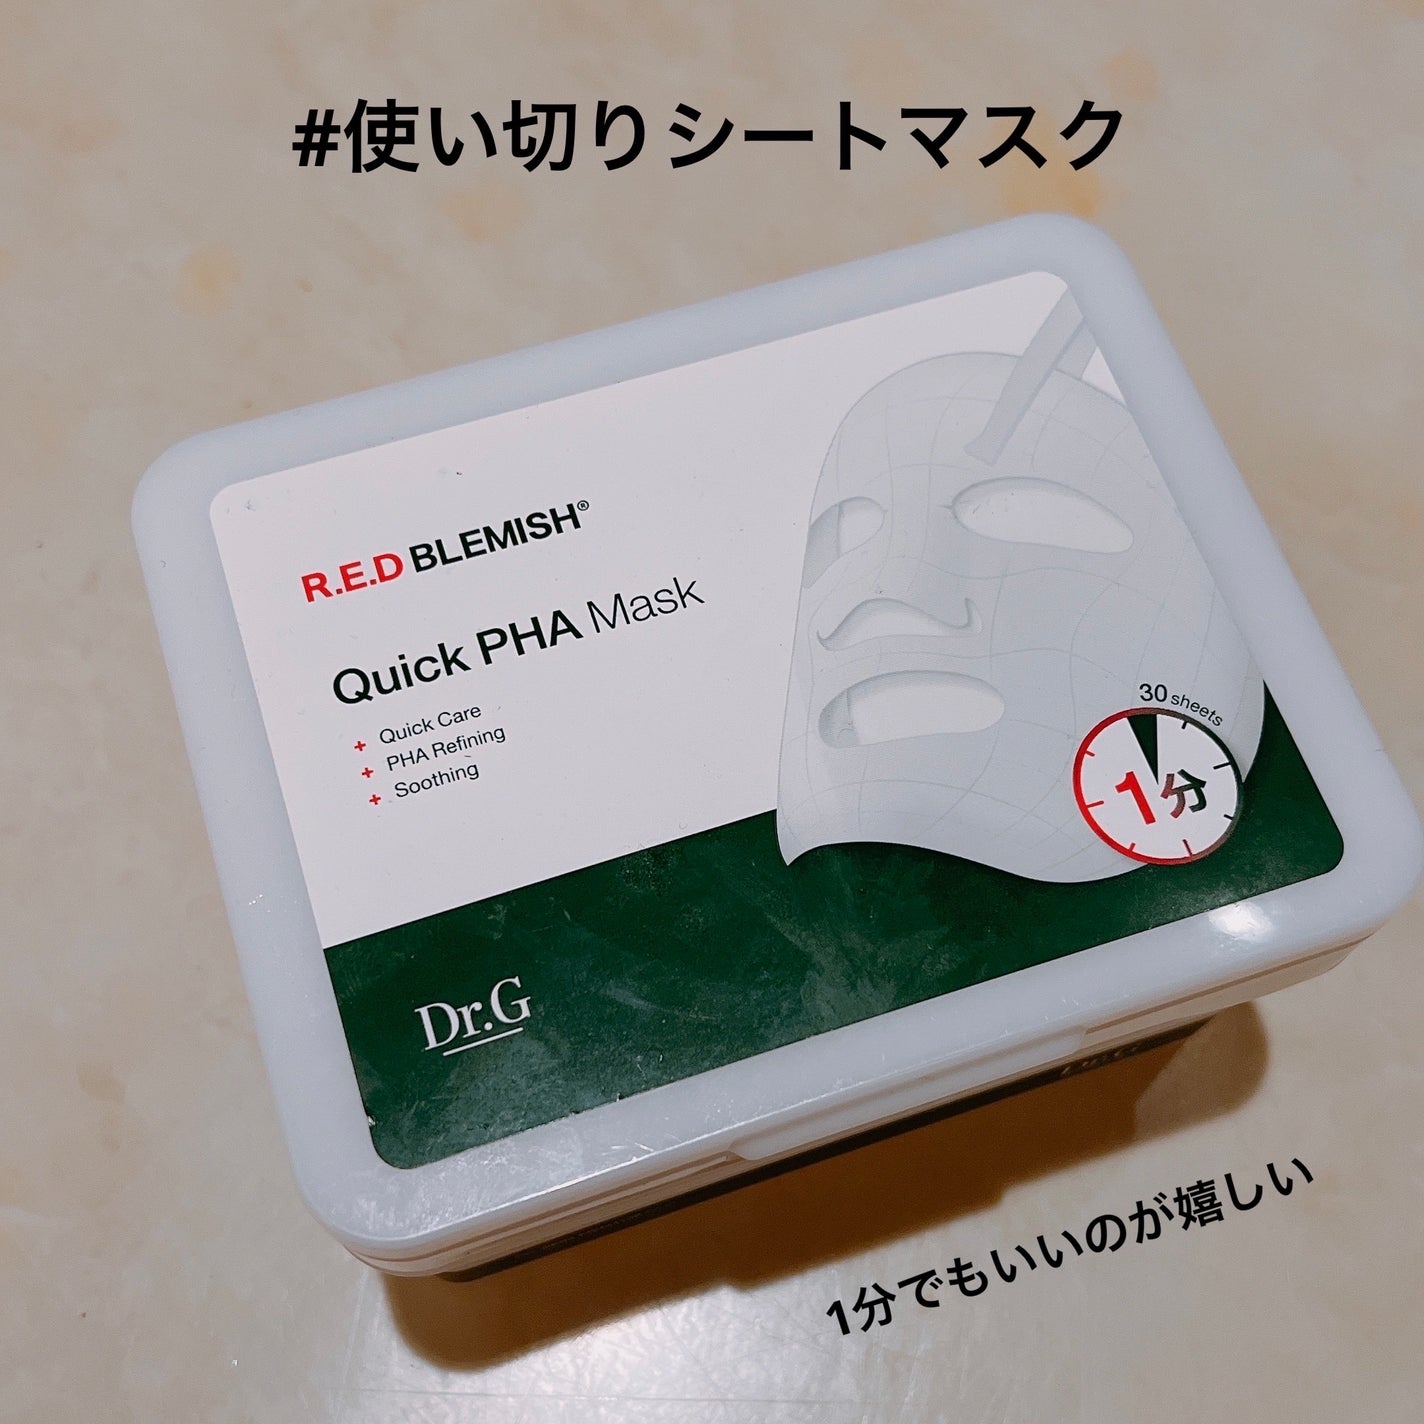 #使い切りシートマスク
R.E.D BLEMISH®
Quick PHA Mask
+ Quick Care
+ PHA Refining
+ Soothing
30 sheets
1分
Dr.G
1分でもいいのが嬉しい